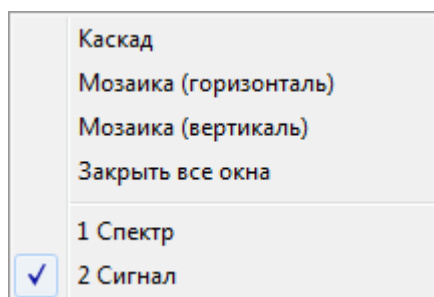 Каскад
Мозаика (горизонталь)
Мозаика (вертикаль)
Закрыть все окна
1 Спектр
2 Сигнал